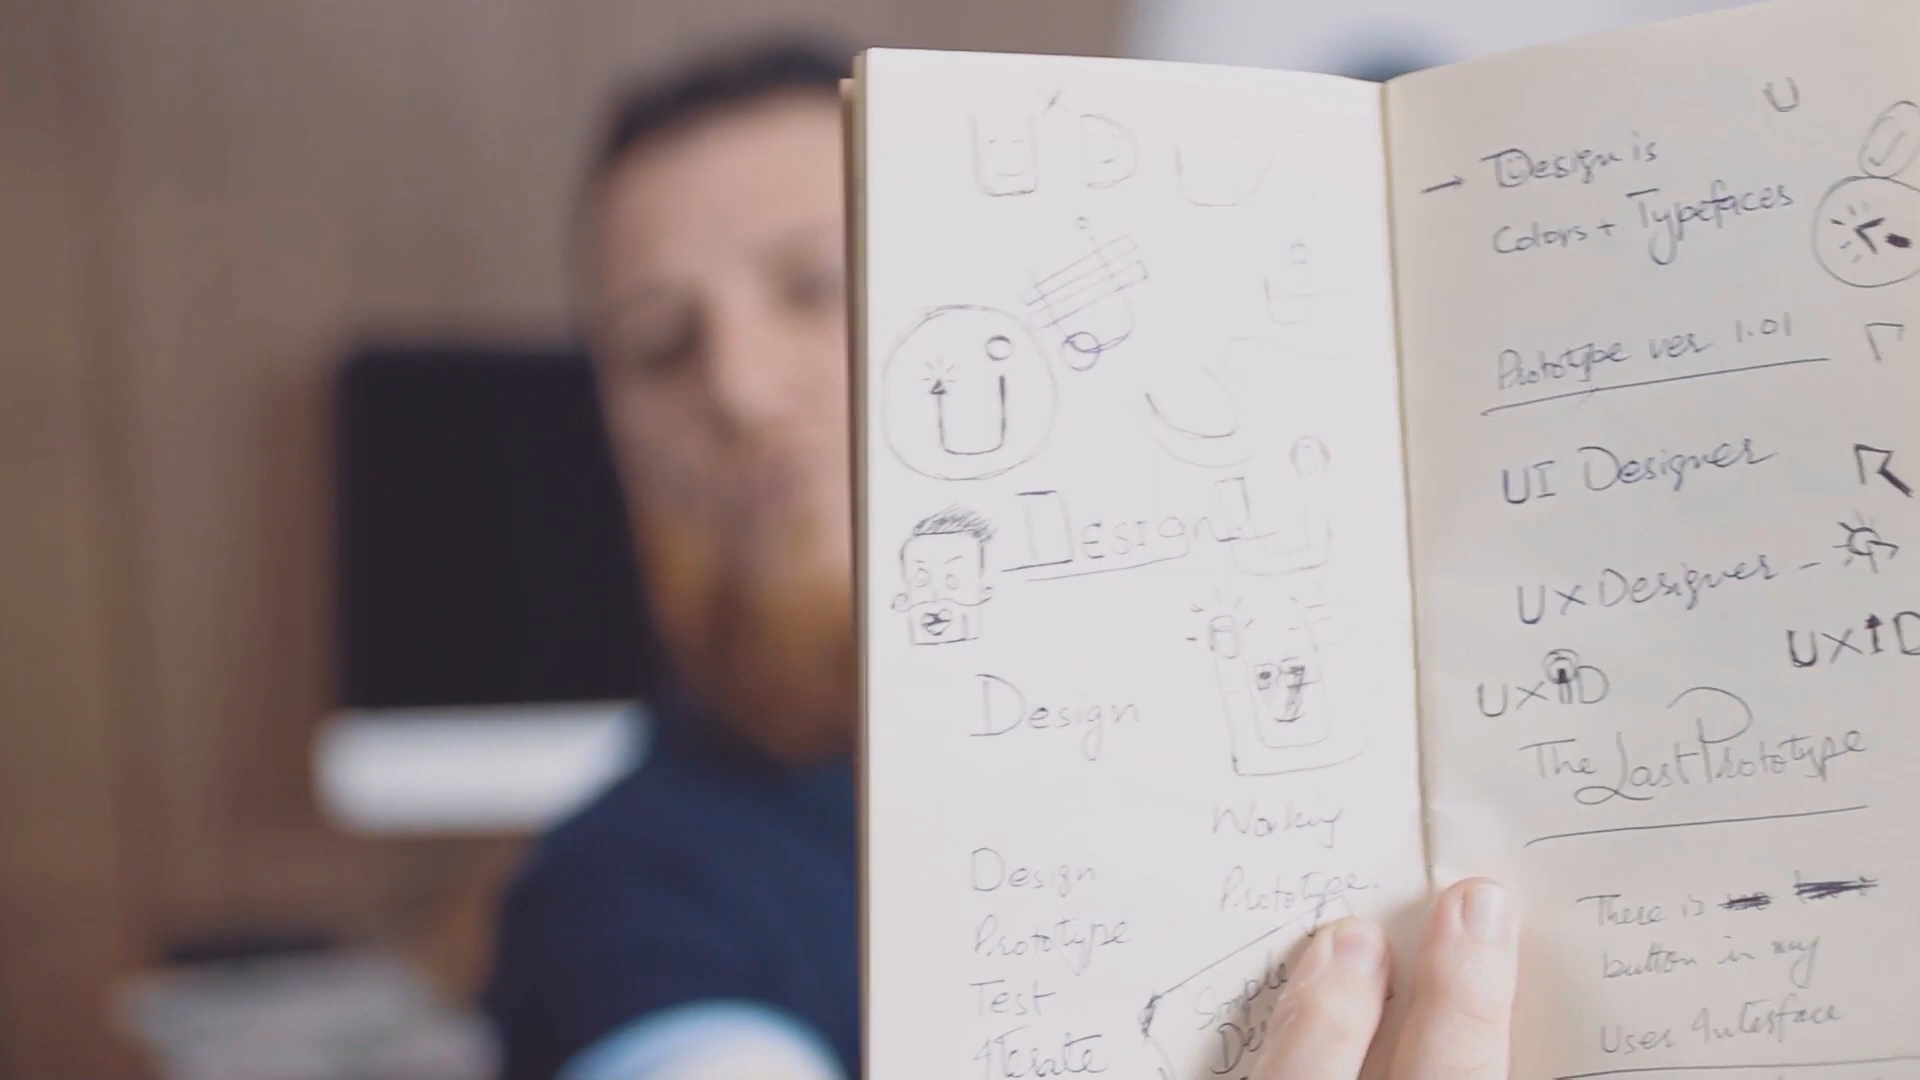 Design
Design
Working
Prototype.
Design
Prototype
Test
Iterate
Simple
U
→ Design is
Colors + Typefaces
Prototype ver 1.01
UI Designer
UX Designer -
UXiD
UXID
The Last Prototype
There is
button in my
User Interface